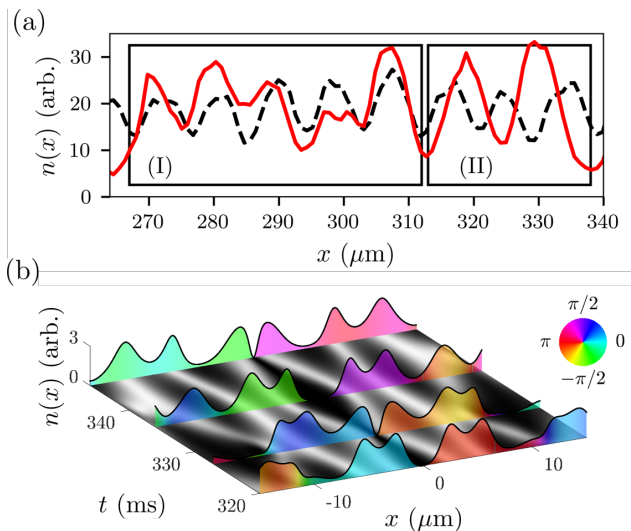 (a)
n(x) (arb.)
30
20
10
0
(I)
(II)
270 280 290 300 310 320 330 340
x (μm)
(b)
n(x) (arb.)
3
0
π/2
π 0
−π/2
340
330
320
t (ms)
-10
0
10
x (μm)